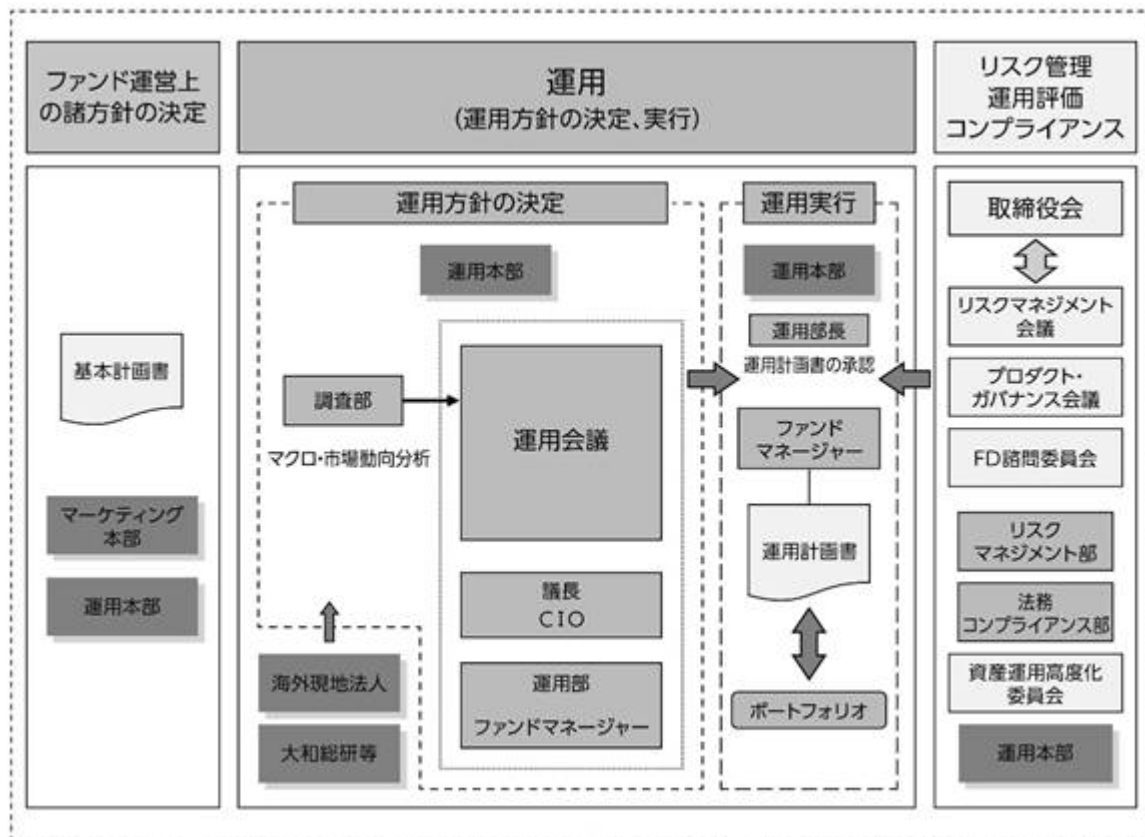 ファンド運営上
の諸方針の決定
運用
(運用方針の決定、実行)
リスク管理
運用評価
コンプライアンス
基本計画書
マーケティング
本部
運用本部
運用方針の決定
運用本部
調査部
マクロ・市場動向分析
運用会議
議長
CIO
運用部
ファンドマネージャー
海外現地法人
大和総研等
運用実行
運用本部
運用部長
運用計画書の承認
ファンド
マネージャー
運用計画書
ポートフォリオ
取締役会
リスクマネジメント
会議
プロダクト・
ガバナンス会議
FD諮問委員会
リスク
マネジメント部
法務
コンプライアンス部
資産運用高度化
委員会
運用本部